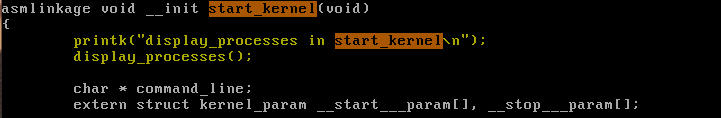 asmlinkage void __init start_kernel(void)
{
        printk("display_processes in start_kernel\n");
        display_processes();

        char * command_line;
        extern struct kernel_param __start___param[], __stop___param[];